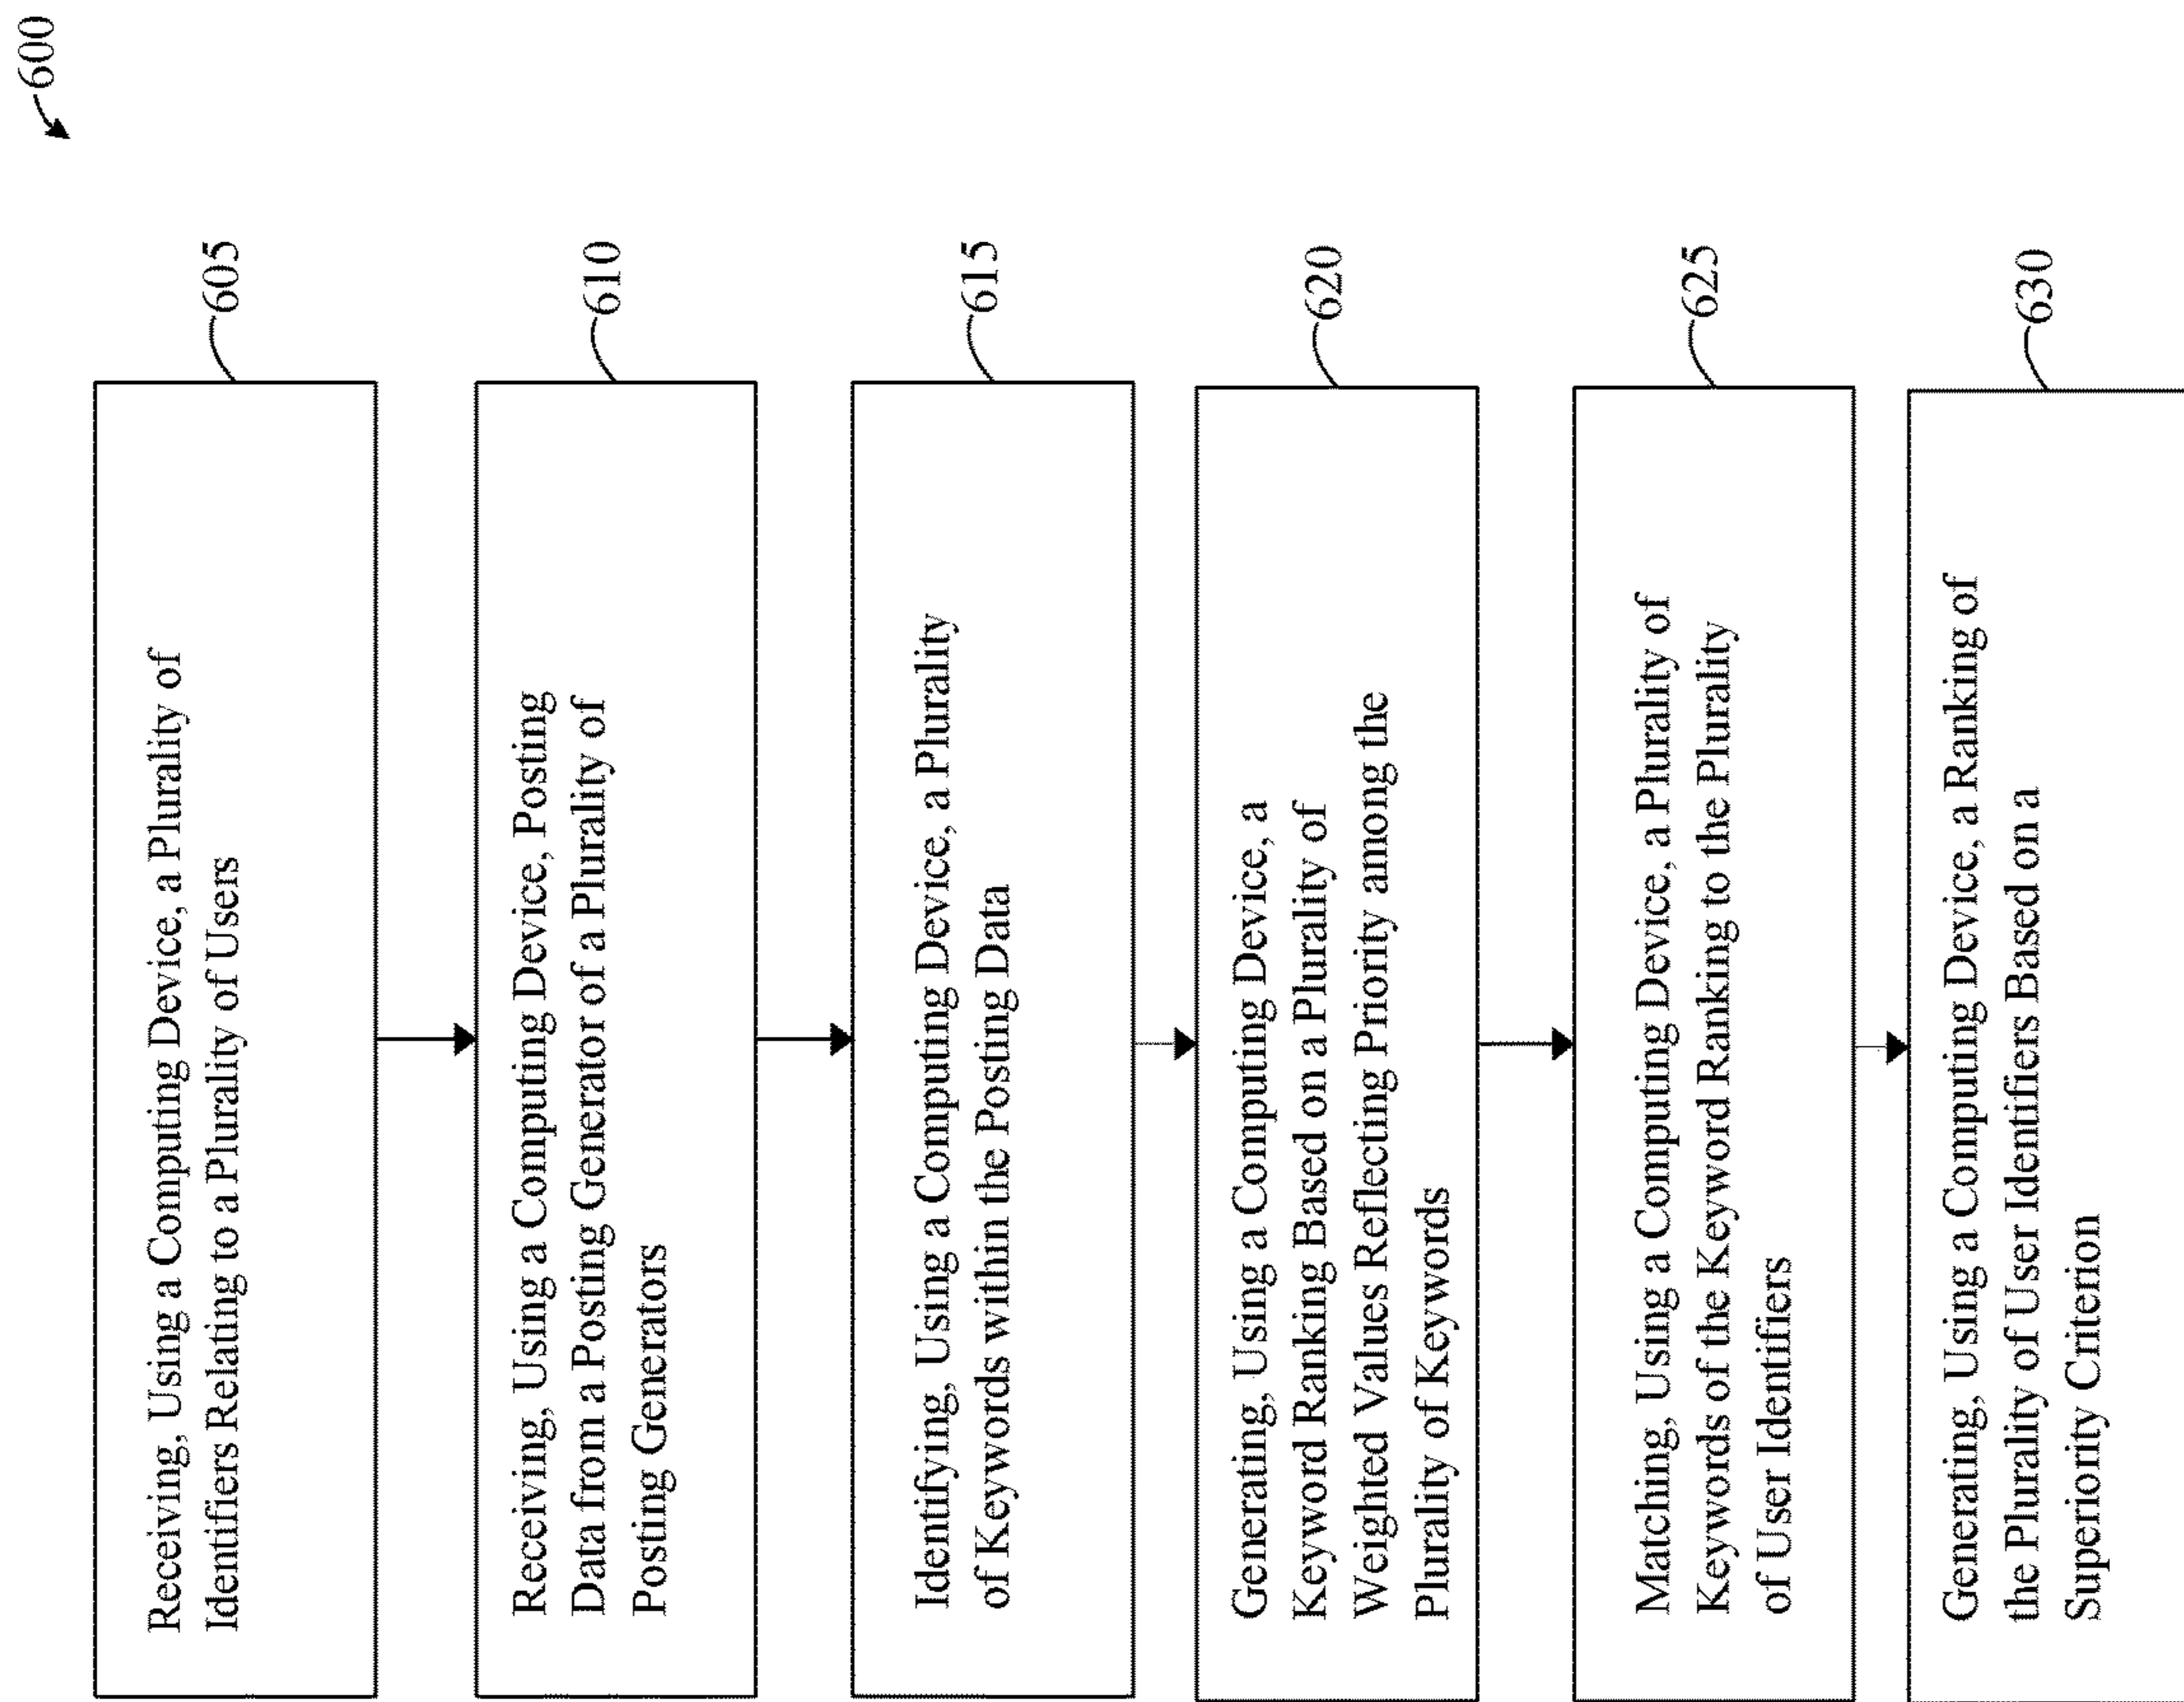 600
Receiving, Using a Computing Device, a Plurality of
Identifiers Relating to a Plurality of Users
605
Receiving, Using a Computing Device, Posting
Data from a Posting Generator of a Plurality of
Posting Generators
610
Identifying, Using a Computing Device, a Plurality
of Keywords within the Posting Data
615
Generating, Using a Computing Device, a
Keyword Ranking Based on a Plurality of
Weighted Values Reflecting Priority among the
Plurality of Keywords
620
Matching, Using a Computing Device, a Plurality of
Keywords of the Keyword Ranking to the Plurality
of User Identifiers
625
Generating, Using a Computing Device, a Ranking of
the Plurality of User Identifiers Based on a
Superiority Criterion
630